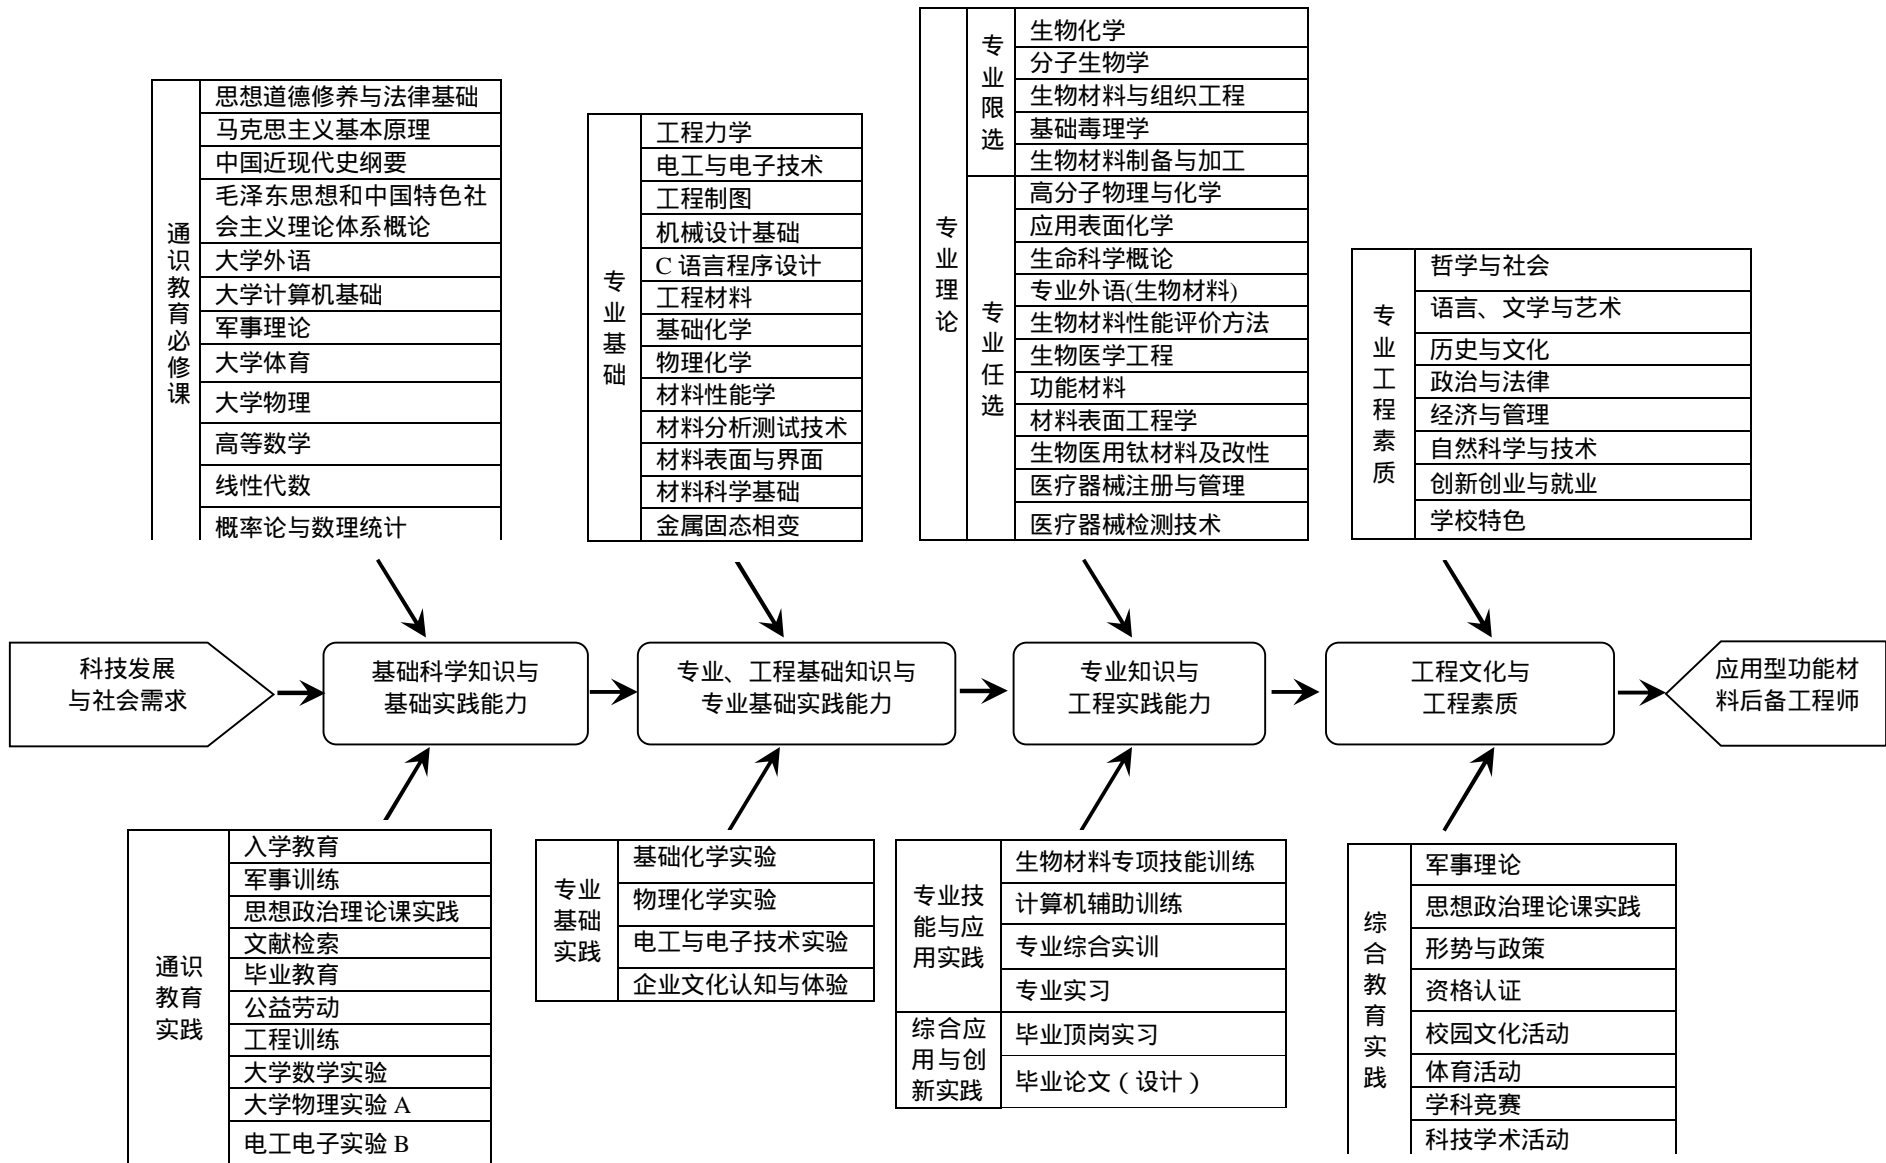 通识教育必修课
思想道德修养与法律基础
马克思主义基本原理
中国近现代史纲要
毛泽东思想和中国特色社
会主义理论体系概论
大学外语
大学计算机基础
军事理论
大学体育
大学物理
高等数学
线性代数
概率论与数理统计
专业基础
工程力学
电工与电子技术
工程制图
机械设计基础
C 语言程序设计
工程材料
基础化学
物理化学
材料性能学
材料分析测试技术
材料表面与界面
材料科学基础
金属固态相变
专业理论
专业限选
生物化学
分子生物学
生物材料与组织工程
基础毒理学
生物材料制备与加工
专业任选
高分子物理与化学
应用表面化学
生命科学概论
专业外语(生物材料)
生物材料性能评价方法
生物医学工程
功能材料
材料表面工程学
生物医用钛材料及改性
医疗器械注册与管理
医疗器械检测技术
专业工程素质
哲学与社会
语言、文学与艺术
历史与文化
政治与法律
经济与管理
自然科学与技术
创新创业与就业
学校特色
科技发展
与社会需求
基础科学知识与
基础实践能力
专业、工程基础知识与
专业基础实践能力
专业知识与
工程实践能力
工程文化与
工程素质
应用型功能材
料后备工程师
通识
教育
实践
入学教育
军事训练
思想政治理论课实践
文献检索
毕业教育
公益劳动
工程训练
大学数学实验
大学物理实验 A
电工电子实验 B
专业
基础
实践
基础化学实验
物理化学实验
电工与电子技术实验
企业文化认知与体验
专业技
能与应
用实践
生物材料专项技能训练
计算机辅助训练
专业综合实训
专业实习
综合应
用与创
新实践
毕业顶岗实习
毕业论文（设计）
综合教育实践
军事理论
思想政治理论课实践
形势与政策
资格认证
校园文化活动
体育活动
学科竞赛
科技学术活动